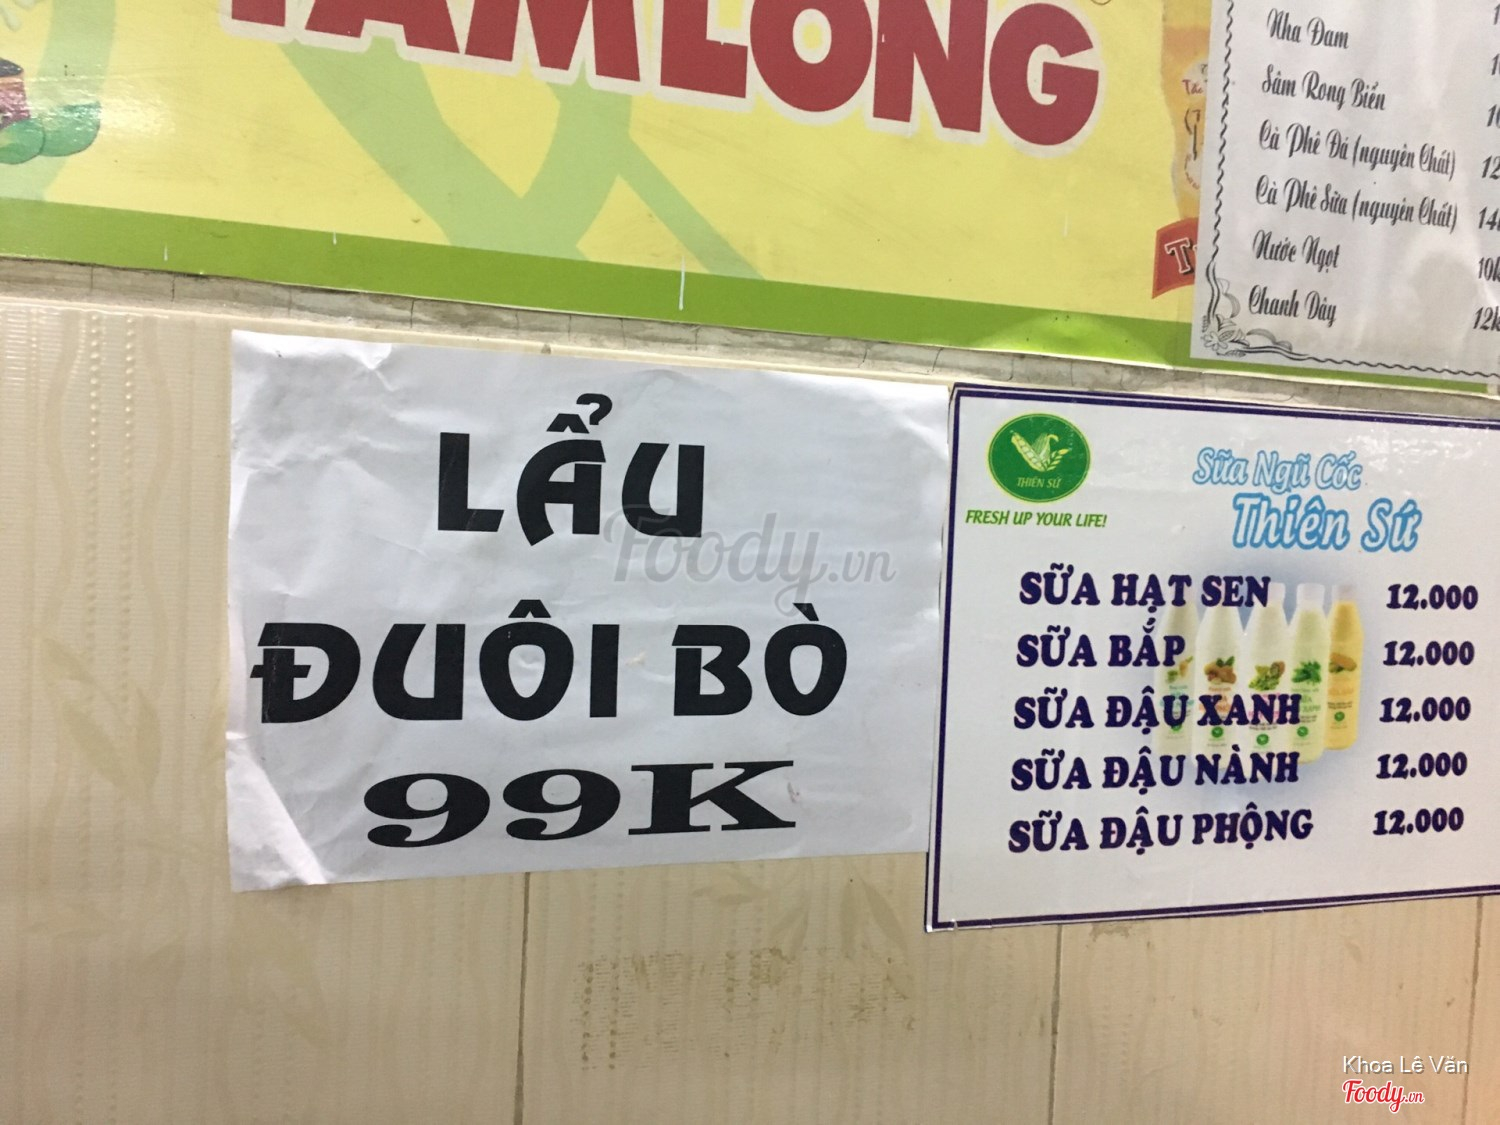 TÂM LONG
Nha Đam
Sâm Rong Biển
Cà Phê Đá (nguyên Chất)
Cà Phê Sữa (nguyên Chất)
Nước Ngọt 10k
Chanh Dây 12k
LẨU
ĐUÔI BÒ
99K
THIÊN SỨ
FRESH UP YOUR LIFE!
Sữa Ngũ Cốc
Thiên Sứ
SỮA HẠT SEN 12.000
SỮA BẮP 12.000
SỮA ĐẬU XANH 12.000
SỮA ĐẬU NÀNH 12.000
SỮA ĐẬU PHỘNG 12.000
Foody.vn
Khoa Lê Văn
Foody.vn